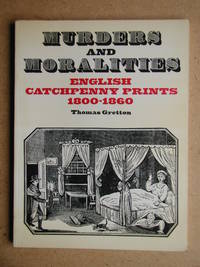 MURDERS
AND
MORALITIES
ENGLISH
CATCHPENNY PRINTS
1800-1860
Thomas Gretton